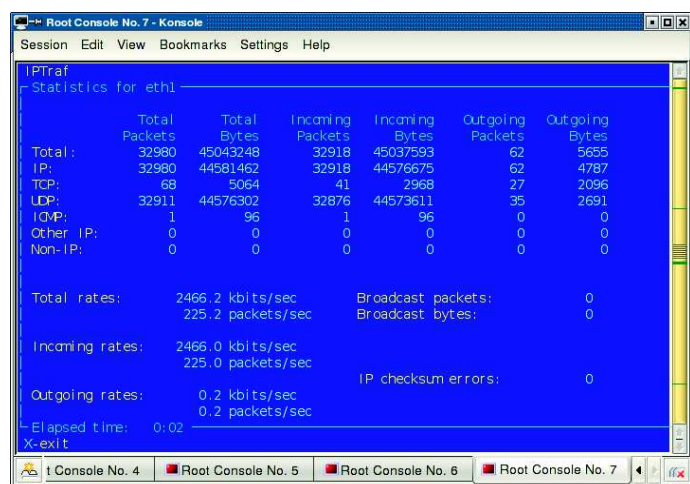 Root Console No. 7 - Konsole
Session Edit View Bookmarks Settings Help
IPTraf
Statistics for eth1
Total Total Incoming Incoming Outgoing Outgoing
Packets Bytes Packets Bytes Packets Bytes
Total: 32980 45043248 32918 45037593 62 5655
IP: 32980 44581462 32918 44576675 62 4787
TCP: 68 5064 41 2968 27 2096
UDP: 32911 44576302 32876 44573611 35 2691
ICMP: 1 96 1 96 0 0
Other IP: 0 0 0 0 0 0
Non-IP: 0 0 0 0 0 0
Total rates: 2466.2 kbits/sec Broadcast packets: 0
225.2 packets/sec Broadcast bytes: 0
Incoming rates: 2466.0 kbits/sec
225.0 packets/sec
IP checksum errors: 0
Outgoing rates: 0.2 kbits/sec
0.2 packets/sec
Elapsed time: 0:02
X-exit
t Console No. 4 Root Console No. 5 Root Console No. 6 Root Console No. 7